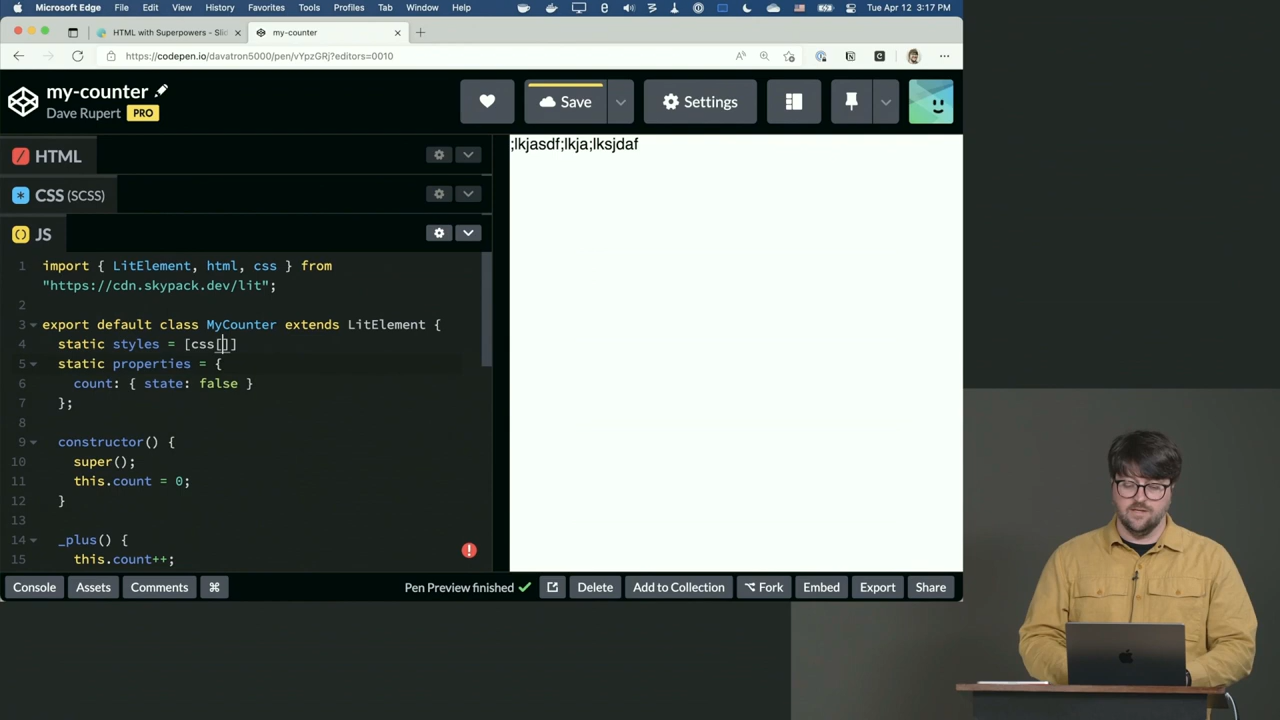 Microsoft Edge File Edit View History Favorites Tools Profiles Tab Window Help Tue Apr 12 3:17 PM
HTML with Superpowers - Slid my-counter
https://codepen.io/davatron5000/pen/vYpzGRj?editors=0010
my-counter
Dave Rupert PRO
Save Settings
HTML
CSS (SCSS)
JS
1 import { LitElement, html, css } from
"https://cdn.skypack.dev/lit";
2
3 export default class MyCounter extends LitElement {
4 static styles = [css[]]
5 static properties = {
6 count: { state: false }
7 };
8
9 constructor() {
10 super();
11 this.count = 0;
12 }
13
14 _plus() {
15 this.count++;
;lkjasdf;lkja;lksjdaf
Console Assets Comments ⌘ Pen Preview finished Delete Add to Collection Fork Embed Export Share